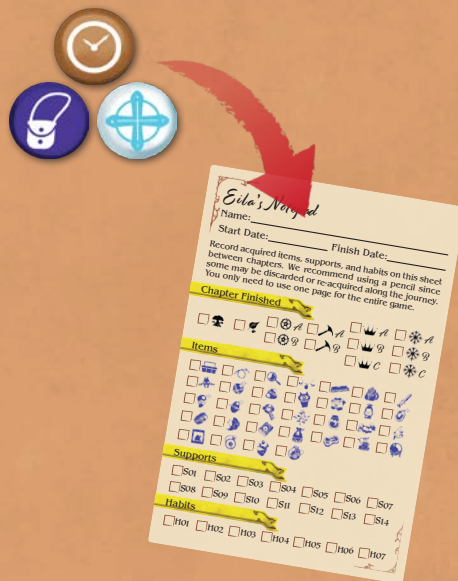 Eila's Notepad
Name:
Start Date: Finish Date:
Record acquired items, supports, and habits on this sheet
between chapters. We recommend using a pencil since
some may be discarded or re-acquired along the journey.
You only need to use one page for the entire game.
Chapter Finished
A A A A
B B B B
C C
Items
Supports
S01 S02 S03 S04 S05 S06 S07
S08 S09 S10 S11 S12 S13 S14
Habits
H01 H02 H03 H04 H05 H06 H07